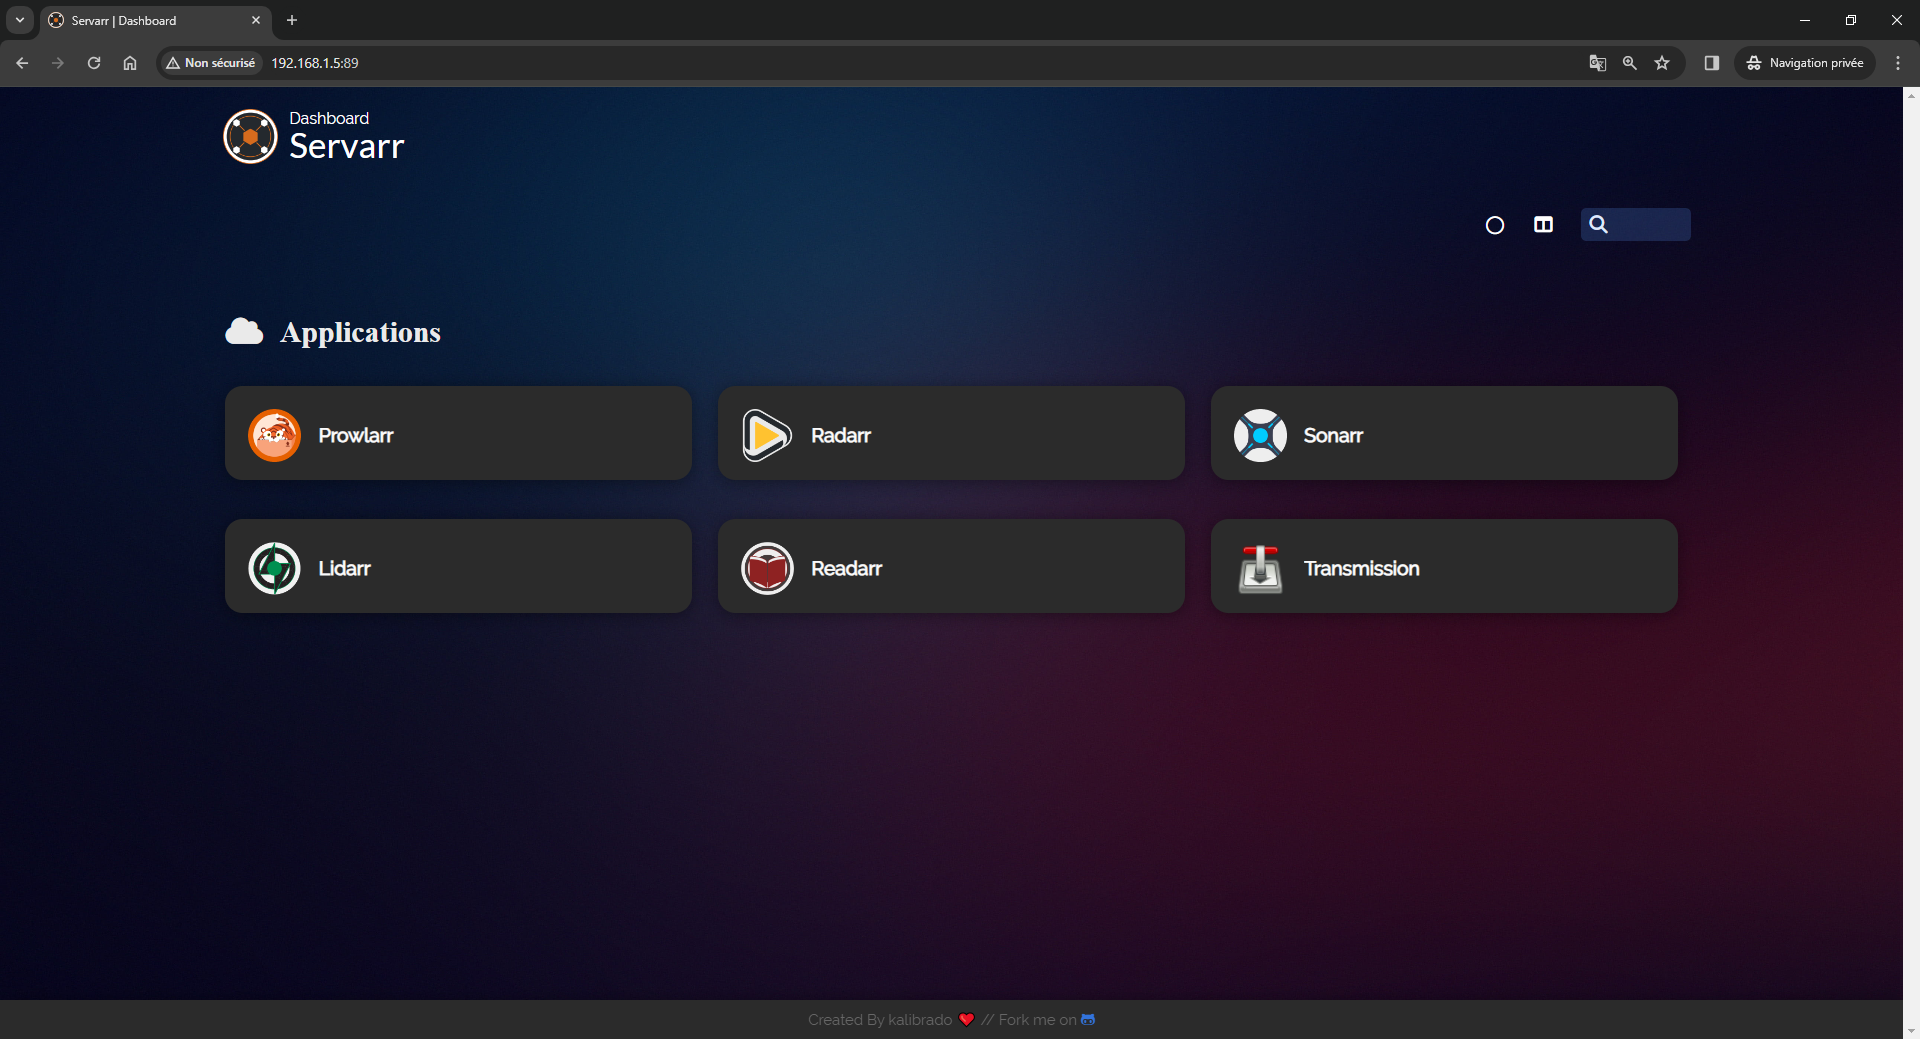 Servarr | Dashboard
Non sécurisé
192.168.1.5:89
Navigation privée
Dashboard
Servarr
Applications
Prowlarr
Radarr
Sonarr
Lidarr
Readarr
Transmission
Created By kalibrado ❤️ // Fork me on